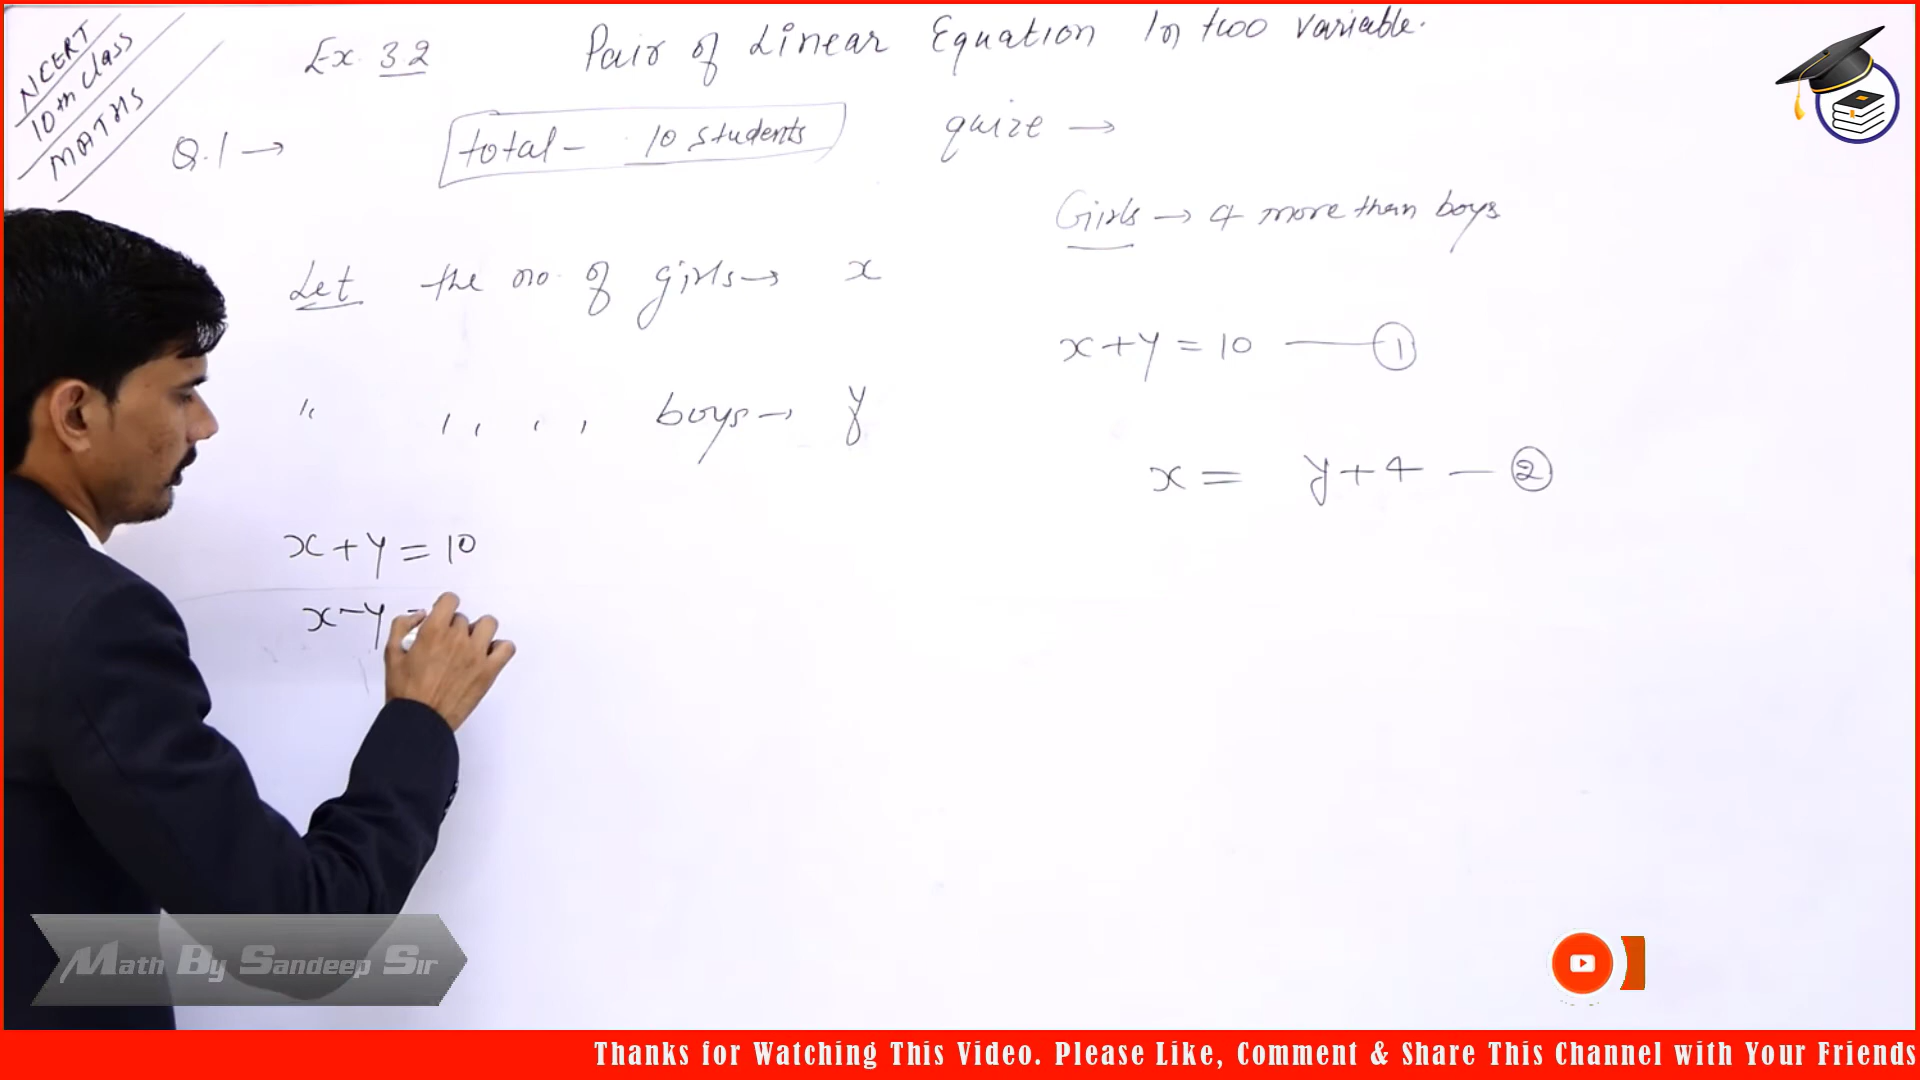 NCERT
10th Class
MATHS
Ex. 3.2 Pair of Linear Equation In two variable.
Q.1 → total - 10 students quize →
Girls → 4 more than boys
Let the no. of girls → x
x+y = 10 — 1
" " " boys → y
x = y+4 — 2
x+y = 10
x-y =
Math By Sandeep Sir
Thanks for Watching This Video. Please Like, Comment & Share This Channel with Your Friends